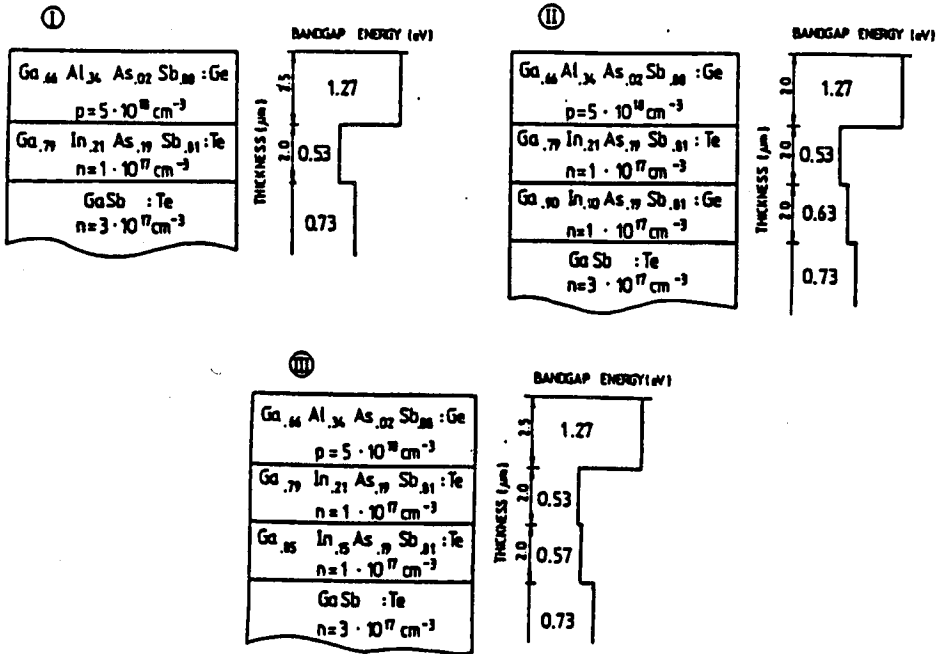 I
BANDGAP ENERGY (eV)
Ga.66 Al.34 As.02 Sb.88 :Ge
p=5·10^18 cm^-3
Ga.79 In.21 As.19 Sb.81 :Te
n=1·10^17 cm^-3
GaSb :Te
n=3·10^17 cm^-3
THICKNESS (μm)
2.0
1.27
0.53
0.73
II
BANDGAP ENERGY (eV)
Ga.66 Al.34 As.02 Sb.88 :Ge
p=5·10^18 cm^-3
Ga.79 In.21 As.19 Sb.81 :Te
n=1·10^17 cm^-3
Ga.90 In.10 As.19 Sb.81 :Ge
n=1·10^17 cm^-3
GaSb :Te
n=3·10^17 cm^-3
THICKNESS (μm)
2.0
2.0
2.0
1.27
0.53
0.63
0.73
III
BANDGAP ENERGY (eV)
Ga.66 Al.34 As.02 Sb.88 :Ge
p=5·10^18 cm^-3
Ga.79 In.21 As.19 Sb.81 :Te
n=1·10^17 cm^-3
Ga.85 In.15 As.19 Sb.81 :Te
n=1·10^17 cm^-3
GaSb :Te
n=3·10^17 cm^-3
THICKNESS (μm)
2.5
2.0
2.0
1.27
0.53
0.57
0.73